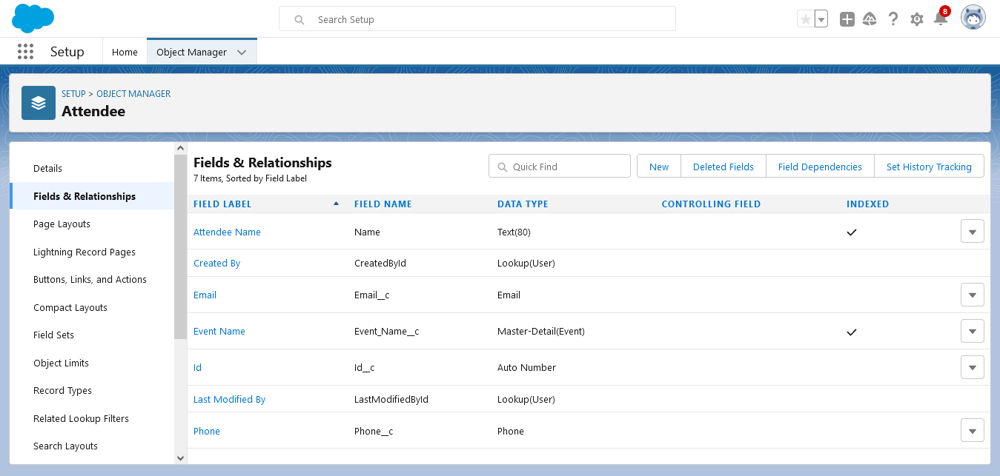 Search Setup
8
Setup
Home
Object Manager
SETUP > OBJECT MANAGER
Attendee
Details
Fields & Relationships
Page Layouts
Lightning Record Pages
Buttons, Links, and Actions
Compact Layouts
Field Sets
Object Limits
Record Types
Related Lookup Filters
Search Layouts
Fields & Relationships
7 Items, Sorted by Field Label
Quick Find
New
Deleted Fields
Field Dependencies
Set History Tracking
FIELD LABEL FIELD NAME DATA TYPE CONTROLLING FIELD INDEXED
Attendee Name Name Text(80)
Created By CreatedById Lookup(User)
Email Email__c Email
Event Name Event_Name__c Master-Detail(Event)
Id Id__c Auto Number
Last Modified By LastModifiedById Lookup(User)
Phone Phone__c Phone